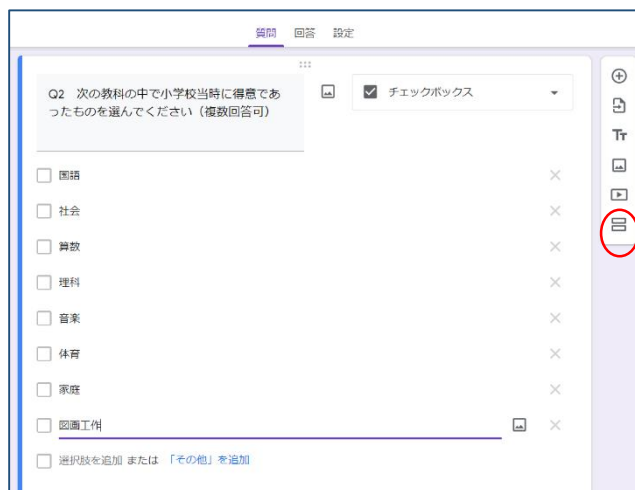 質問 回答 設定
Q2 次の教科の中で小学校当時に得意であ
ったものを選んでください（複数回答可）
チェックボックス
国語
社会
算数
理科
音楽
体育
家庭
図画工作
選択肢を追加 または 「その他」を追加
Tт